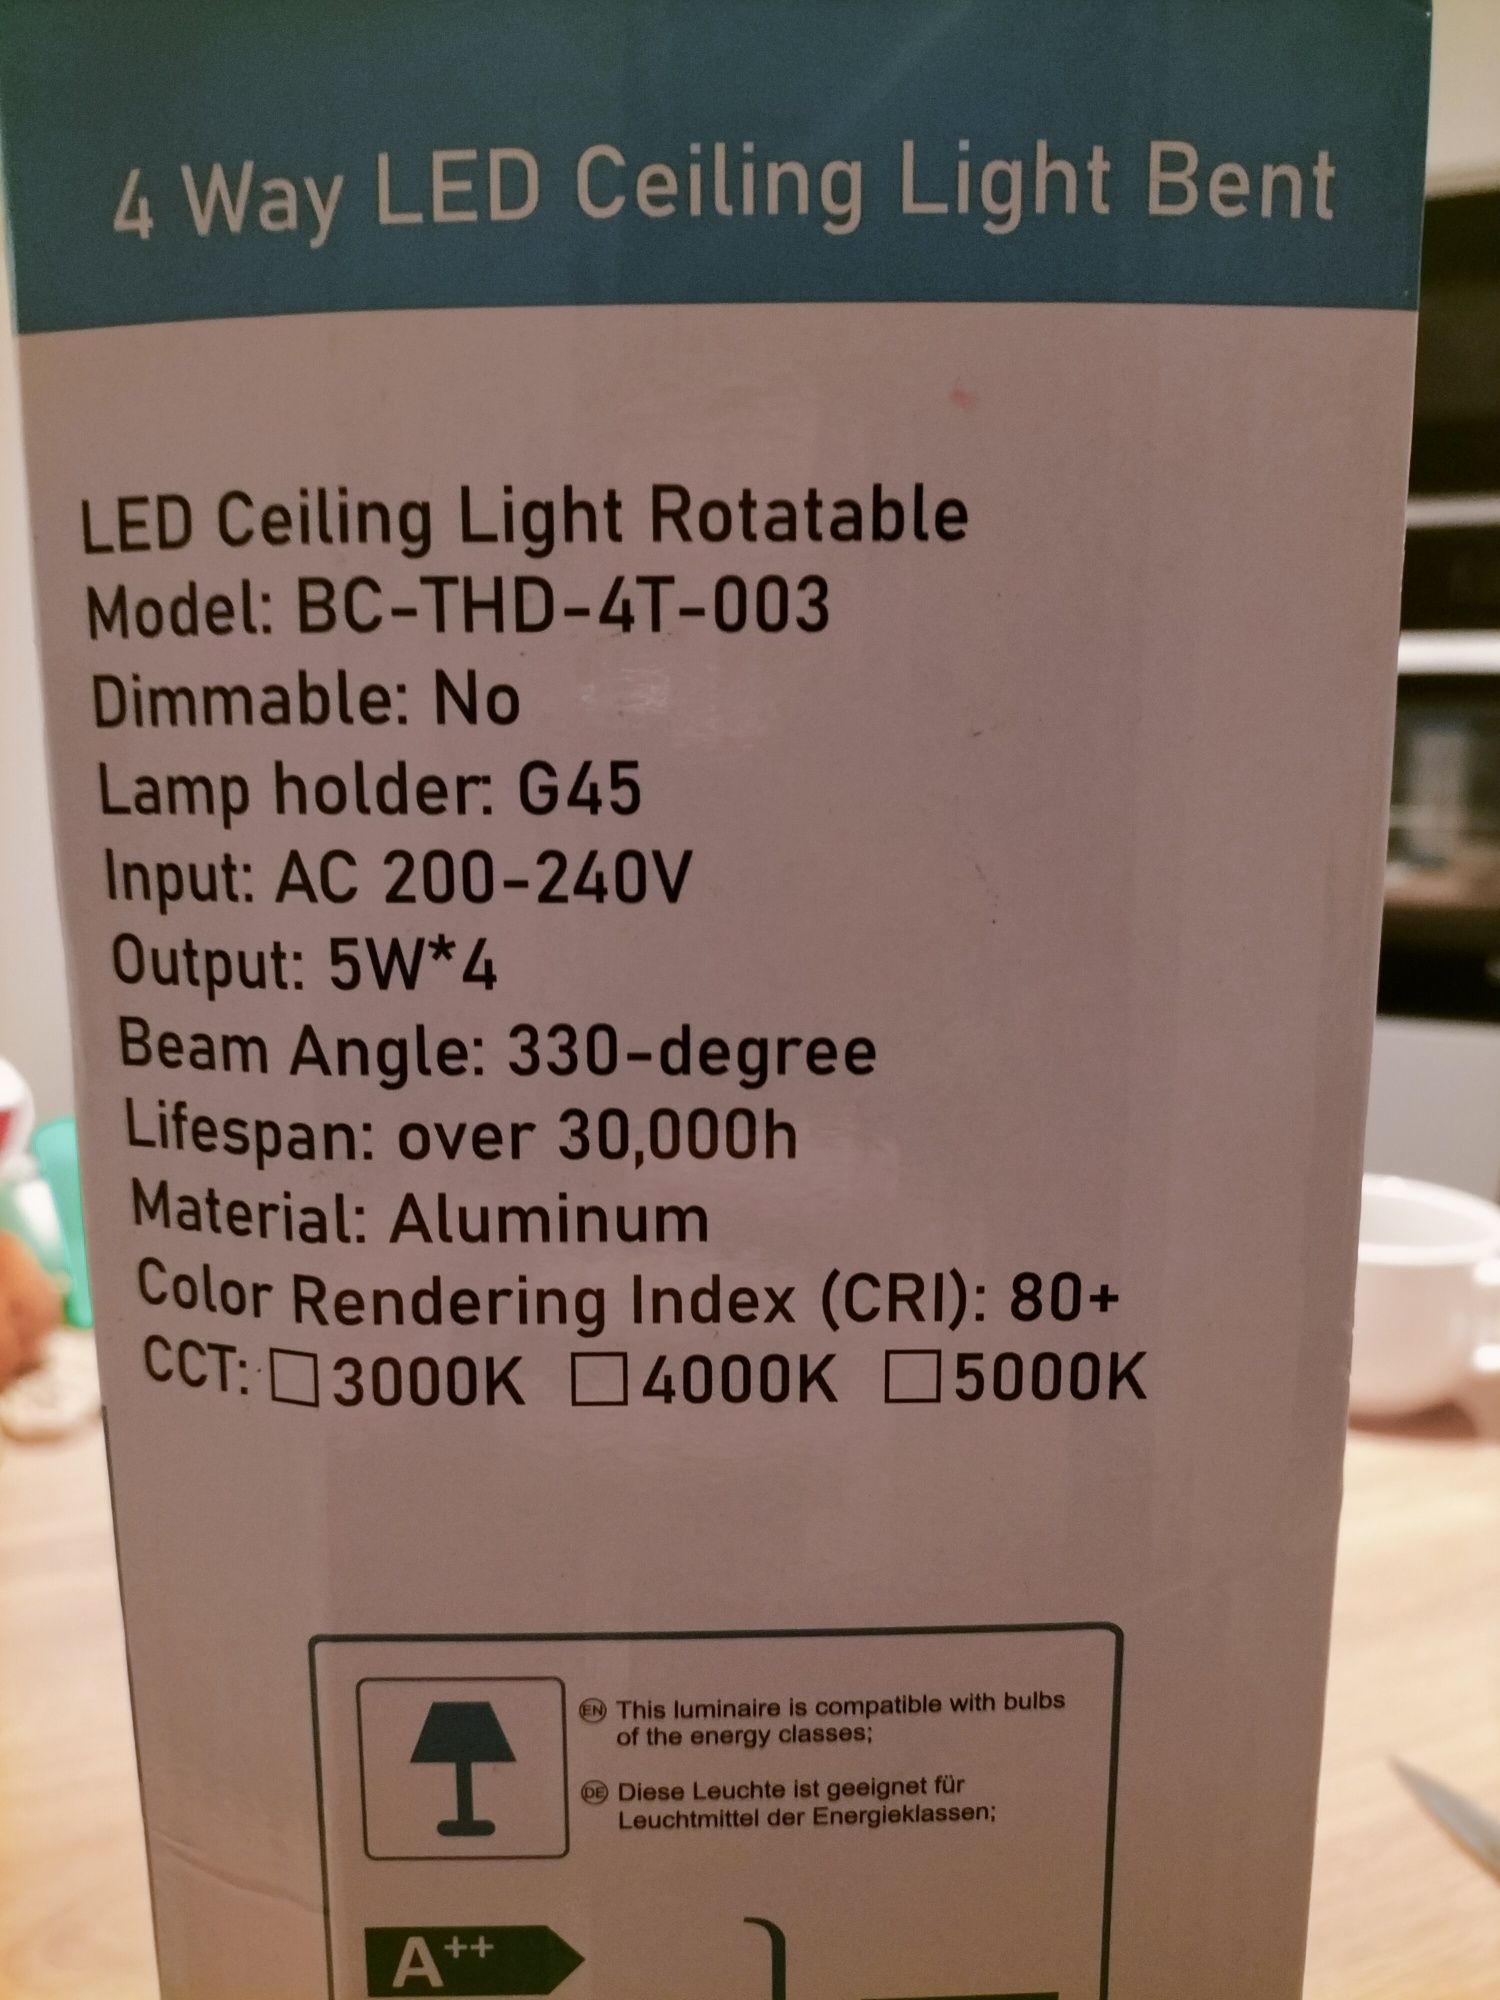 4 Way LED Ceiling Light Bent
LED Ceiling Light Rotatable
Model: BC-THD-4T-003
Dimmable: No
Lamp holder: G45
Input: AC 200-240V
Output: 5W*4
Beam Angle: 330-degree
Lifespan: over 30,000h
Material: Aluminum
Color Rendering Index (CRI): 80+
CCT: □3000K □4000K □5000K
EN This luminaire is compatible with bulbs
of the energy classes;
DE Diese Leuchte ist geeignet für
Leuchtmittel der Energieklassen;
A++